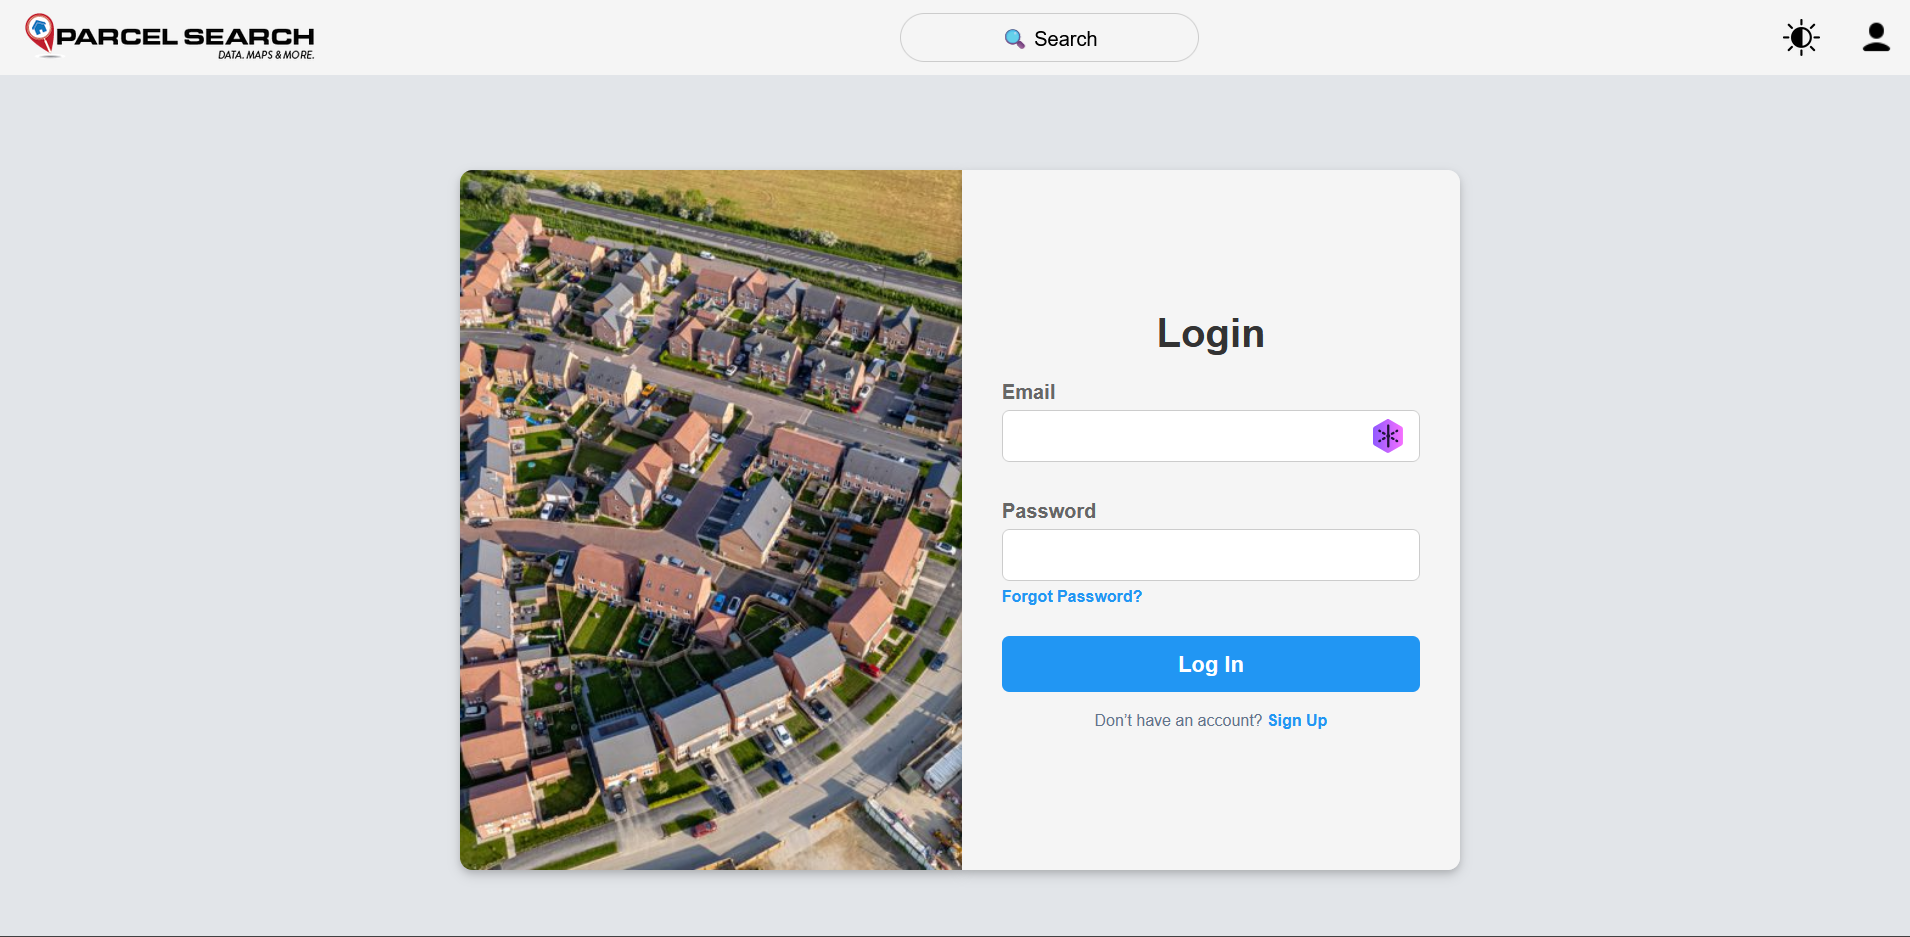 PARCEL SEARCH
DATA. MAPS & MORE.
Search
Login
Email
Password
Forgot Password?
Log In
Don't have an account? Sign Up